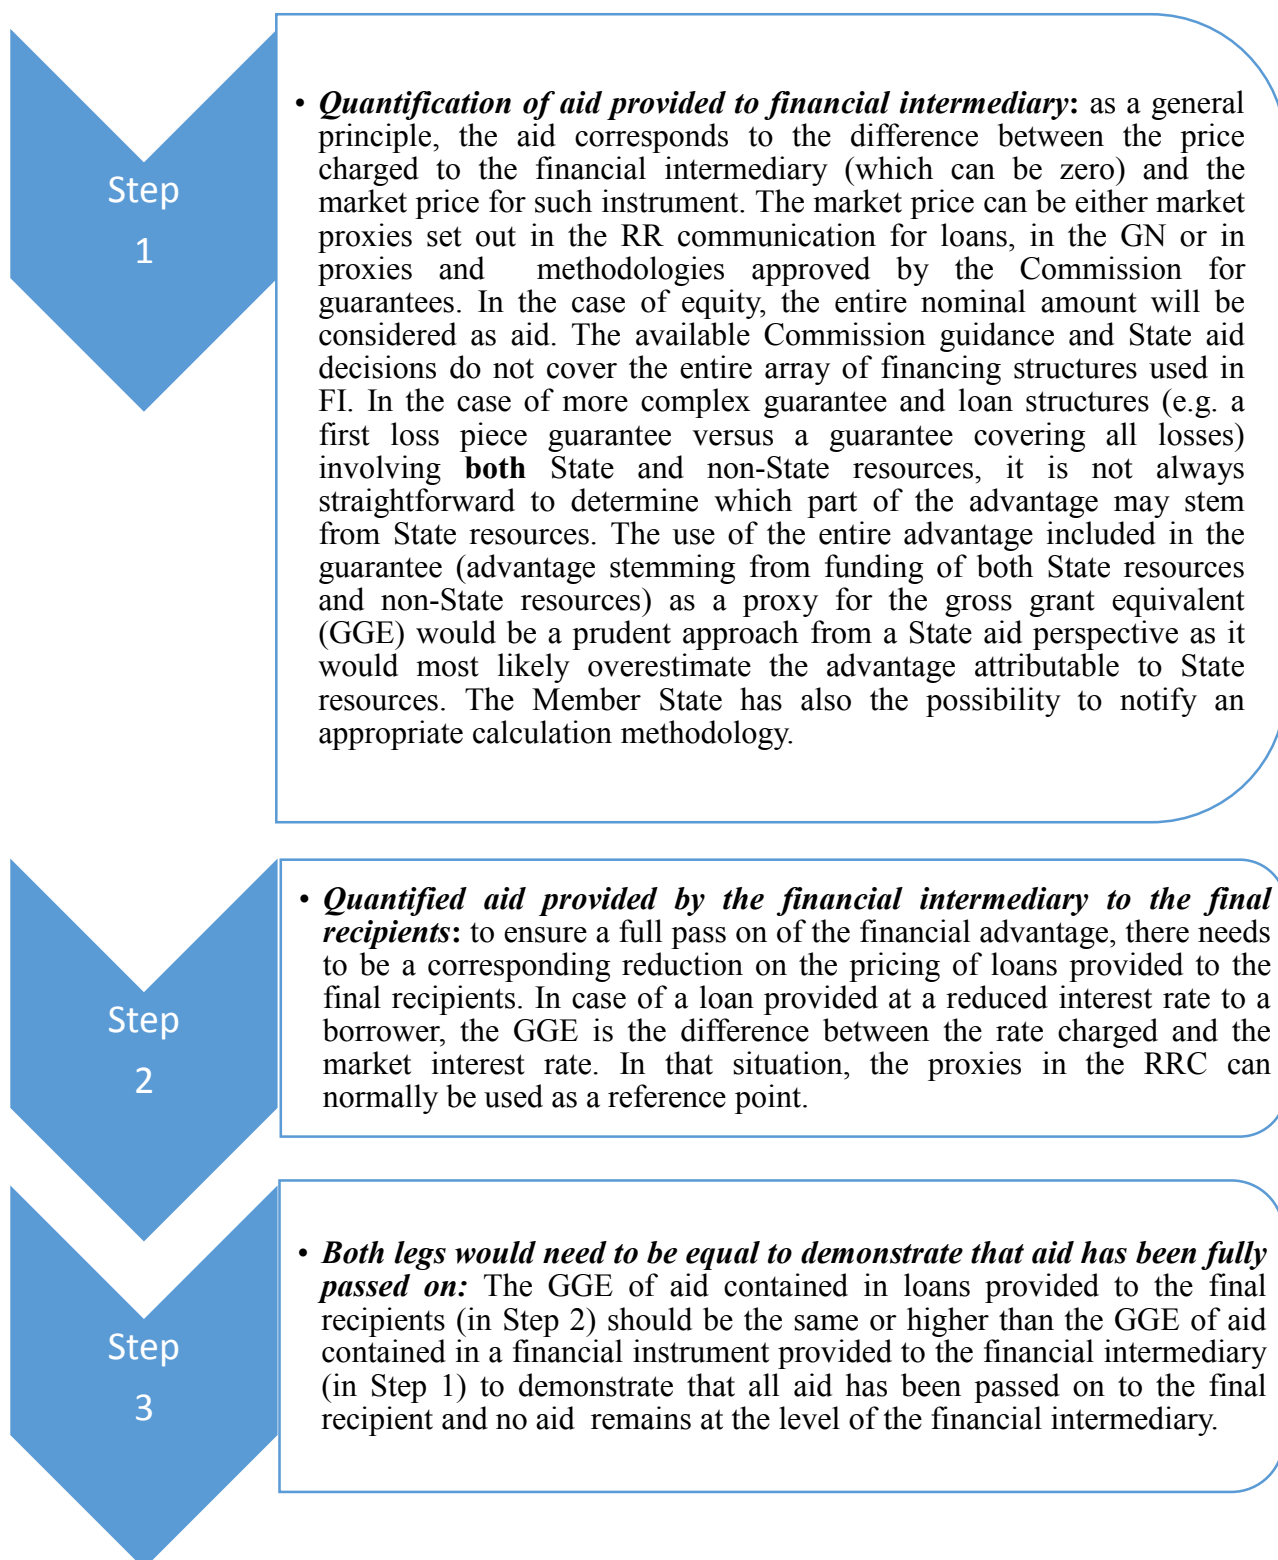 Step
1
• Quantification of aid provided to financial intermediary: as a general
principle, the aid corresponds to the difference between the price
charged to the financial intermediary (which can be zero) and the
market price for such instrument. The market price can be either market
proxies set out in the RR communication for loans, in the GN or in
proxies and methodologies approved by the Commission for
guarantees. In the case of equity, the entire nominal amount will be
considered as aid. The available Commission guidance and State aid
decisions do not cover the entire array of financing structures used in
FI. In the case of more complex guarantee and loan structures (e.g. a
first loss piece guarantee versus a guarantee covering all losses)
involving both State and non-State resources, it is not always
straightforward to determine which part of the advantage may stem
from State resources. The use of the entire advantage included in the
guarantee (advantage stemming from funding of both State resources
and non-State resources) as a proxy for the gross grant equivalent
(GGE) would be a prudent approach from a State aid perspective as it
would most likely overestimate the advantage attributable to State
resources. The Member State has also the possibility to notify an
appropriate calculation methodology.
Step
2
• Quantified aid provided by the financial intermediary to the final
recipients: to ensure a full pass on of the financial advantage, there needs
to be a corresponding reduction on the pricing of loans provided to the
final recipients. In case of a loan provided at a reduced interest rate to a
borrower, the GGE is the difference between the rate charged and the
market interest rate. In that situation, the proxies in the RRC can
normally be used as a reference point.
Step
3
• Both legs would need to be equal to demonstrate that aid has been fully
passed on: The GGE of aid contained in loans provided to the final
recipients (in Step 2) should be the same or higher than the GGE of aid
contained in a financial instrument provided to the financial intermediary
(in Step 1) to demonstrate that all aid has been passed on to the final
recipient and no aid remains at the level of the financial intermediary.